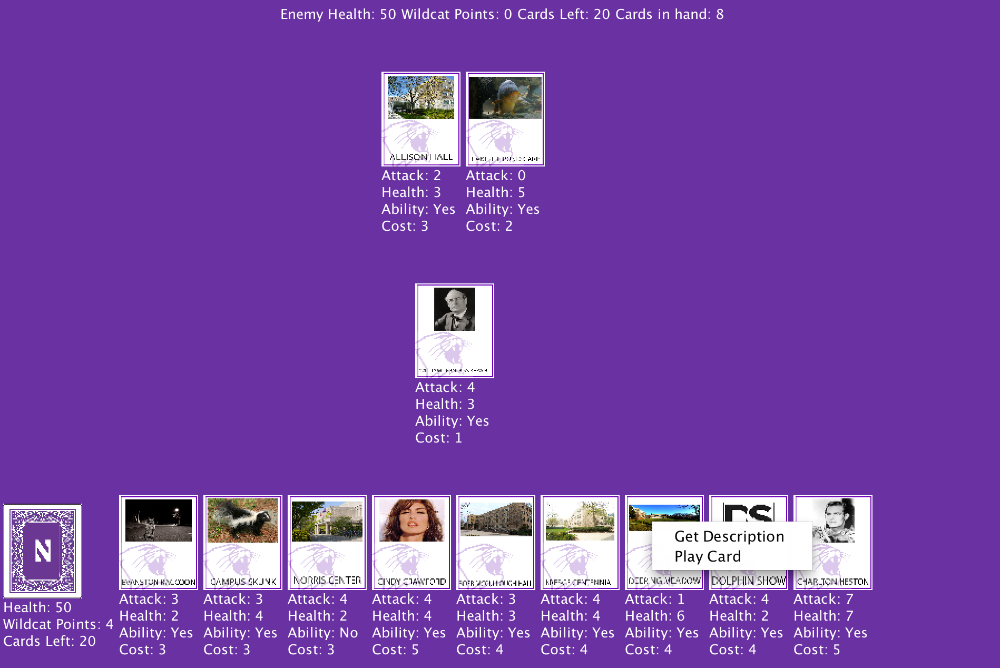 Enemy Health: 50 Wildcat Points: 0 Cards Left: 20 Cards in hand: 8
ALLISON HALL
Attack: 2
Health: 3
Ability: Yes
Cost: 3
Attack: 0
Health: 5
Ability: Yes
Cost: 2
Attack: 4
Health: 3
Ability: Yes
Cost: 1
N
Health: 50
Wildcat Points: 4
Cards Left: 20
EVANSTON RACCOON
Attack: 3
Health: 2
Ability: Yes
Cost: 3
CAMPUS SKUNK
Attack: 3
Health: 4
Ability: Yes
Cost: 3
NORRIS CENTER
Attack: 4
Health: 2
Ability: No
Cost: 3
CINDY CRAWFORD
Attack: 4
Health: 4
Ability: Yes
Cost: 5
HALL
Attack: 3
Health: 3
Ability: Yes
Cost: 4
Attack: 4
Health: 4
Ability: Yes
Cost: 4
DEERING MEADOW
Attack: 1
Health: 6
Ability: Yes
Cost: 4
DS
DOLPHIN SHOW
Attack: 4
Health: 2
Ability: Yes
Cost: 4
CHARLTON HESTON
Attack: 7
Health: 7
Ability: Yes
Cost: 5
Get Description
Play Card